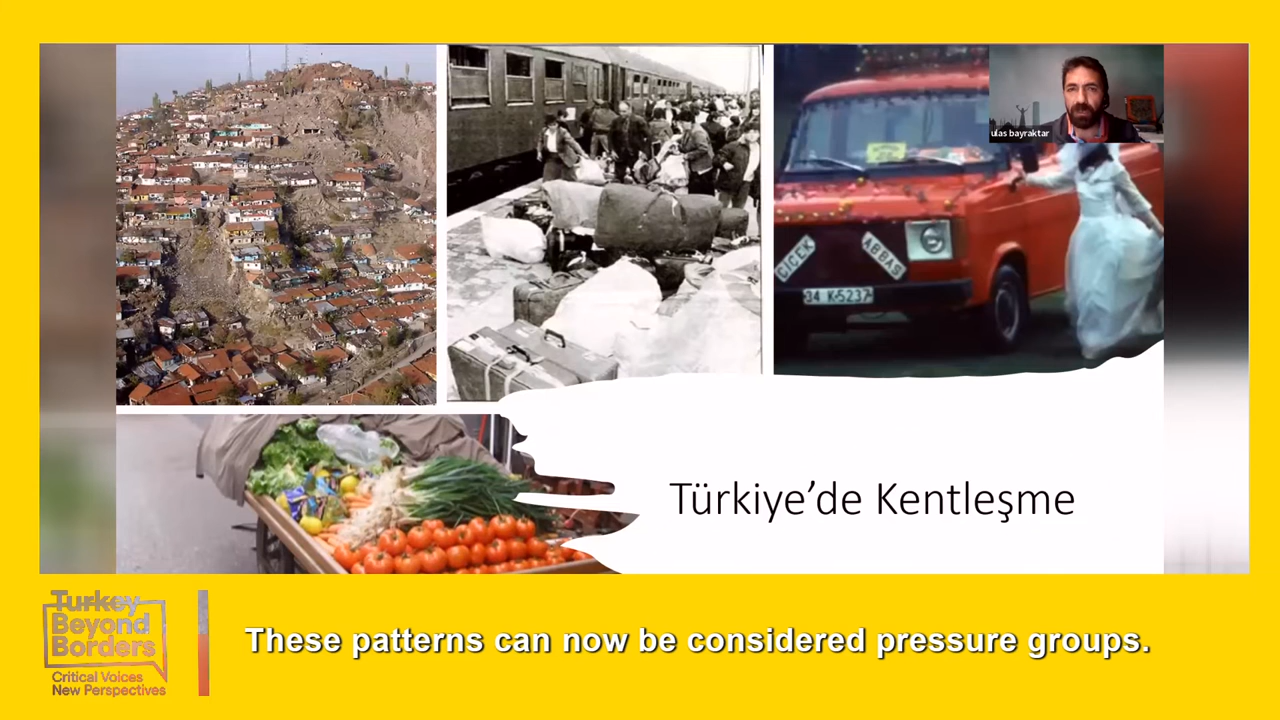 ulas bayraktar
ÇİÇEK
ABBAS
34 K·5237
Türkiye’de Kentleşme
Turkey
Beyond
Borders
Critical Voices
New Perspectives
These patterns can now be considered pressure groups.